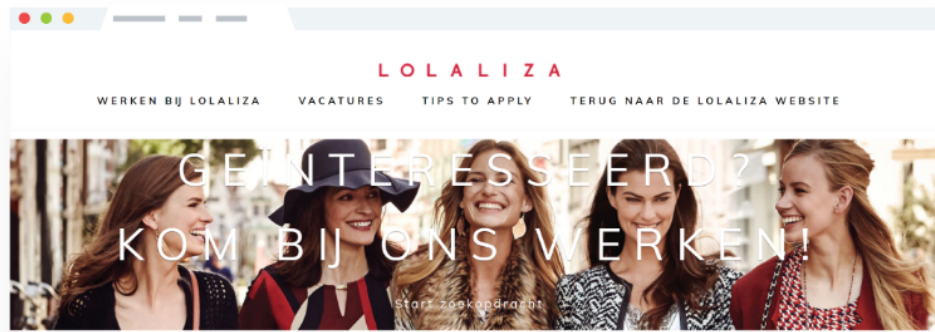 LOLALIZA
WERKEN BIJ LOLALIZA VACATURES TIPS TO APPLY TERUG NAAR DE LOLALIZA WEBSITE
GEÏNTERESSEERD?
KOM BIJ ONS WERKEN!
Start zoekopdracht